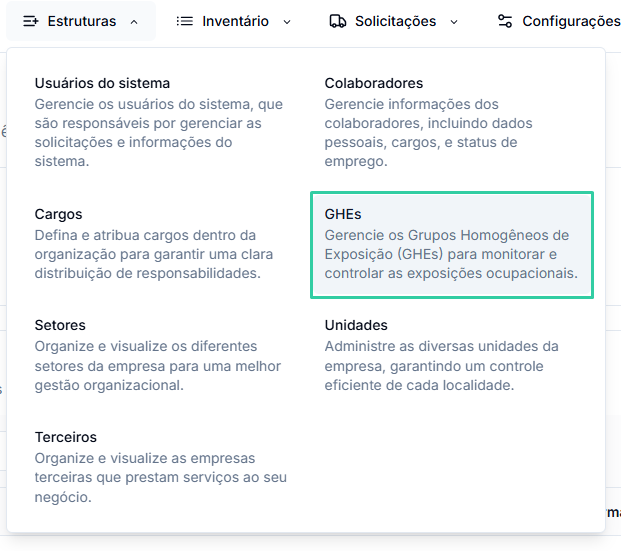 Estruturas
Inventário
Solicitações
Configurações
Usuários do sistema
Gerencie os usuários do sistema, que
são responsáveis por gerenciar as
solicitações e informações do
sistema.
Colaboradores
Gerencie informações dos
colaboradores, incluindo dados
pessoais, cargos, e status de
emprego.
Cargos
Defina e atribua cargos dentro da
organização para garantir uma clara
distribuição de responsabilidades.
GHEs
Gerencie os Grupos Homogêneos de
Exposição (GHEs) para monitorar e
controlar as exposições ocupacionais.
Setores
Organize e visualize os diferentes
setores da empresa para uma melhor
gestão organizacional.
Unidades
Administre as diversas unidades da
empresa, garantindo um controle
eficiente de cada localidade.
Terceiros
Organize e visualize as empresas
terceiras que prestam serviços ao seu
negócio.